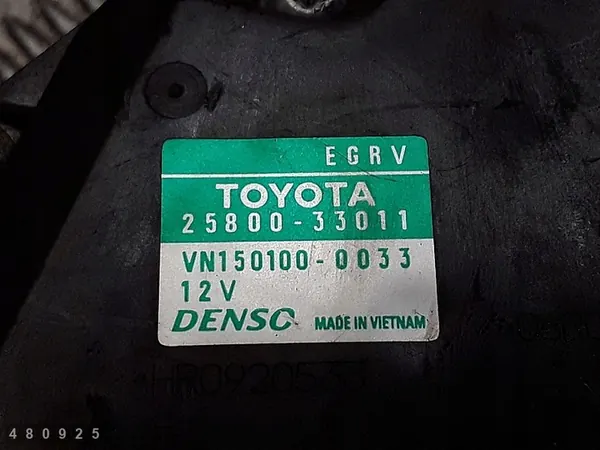 EGRV
TOYOTA
25800-33011
VN150100-0033
12V
DENSO MADE IN VIETNAM
480925